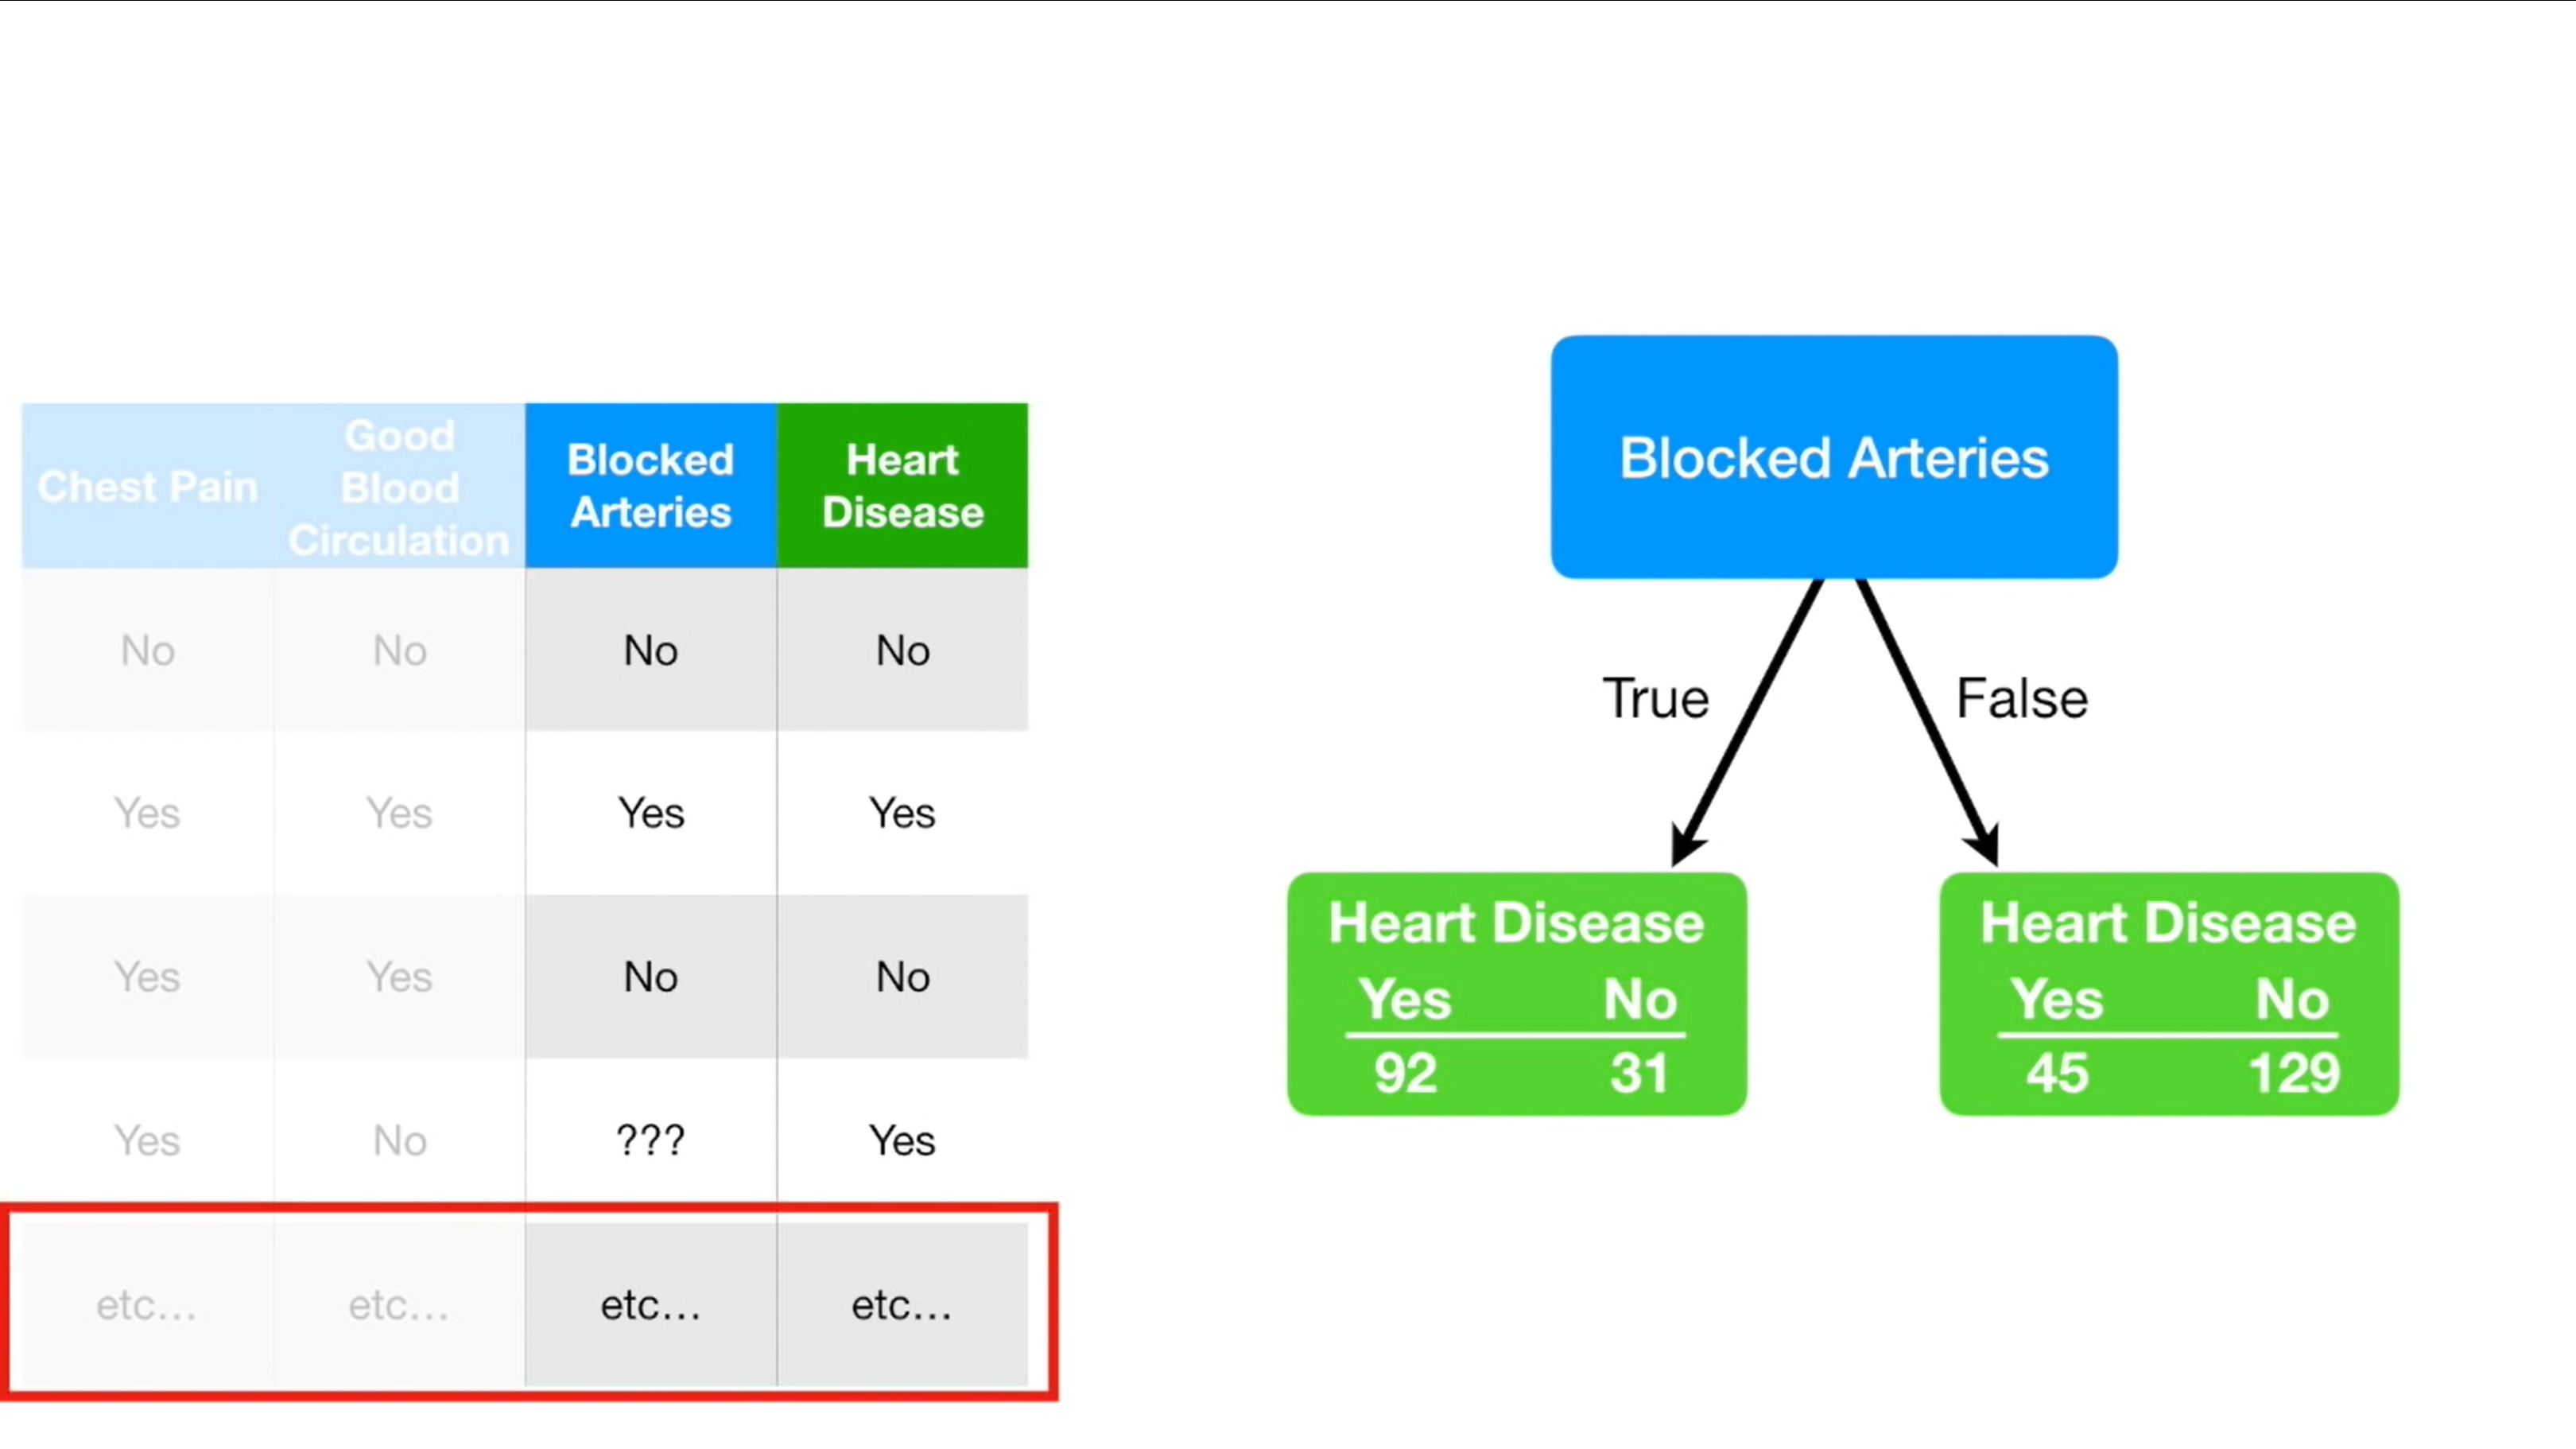 Chest Pain
Good
Blood
Circulation
Blocked
Arteries
Heart
Disease
No No No No
Yes Yes Yes Yes
Yes Yes No No
Yes No ??? Yes
etc... etc... etc... etc...
Blocked Arteries
True False
Heart Disease
Yes No
92 31
Heart Disease
Yes No
45 129